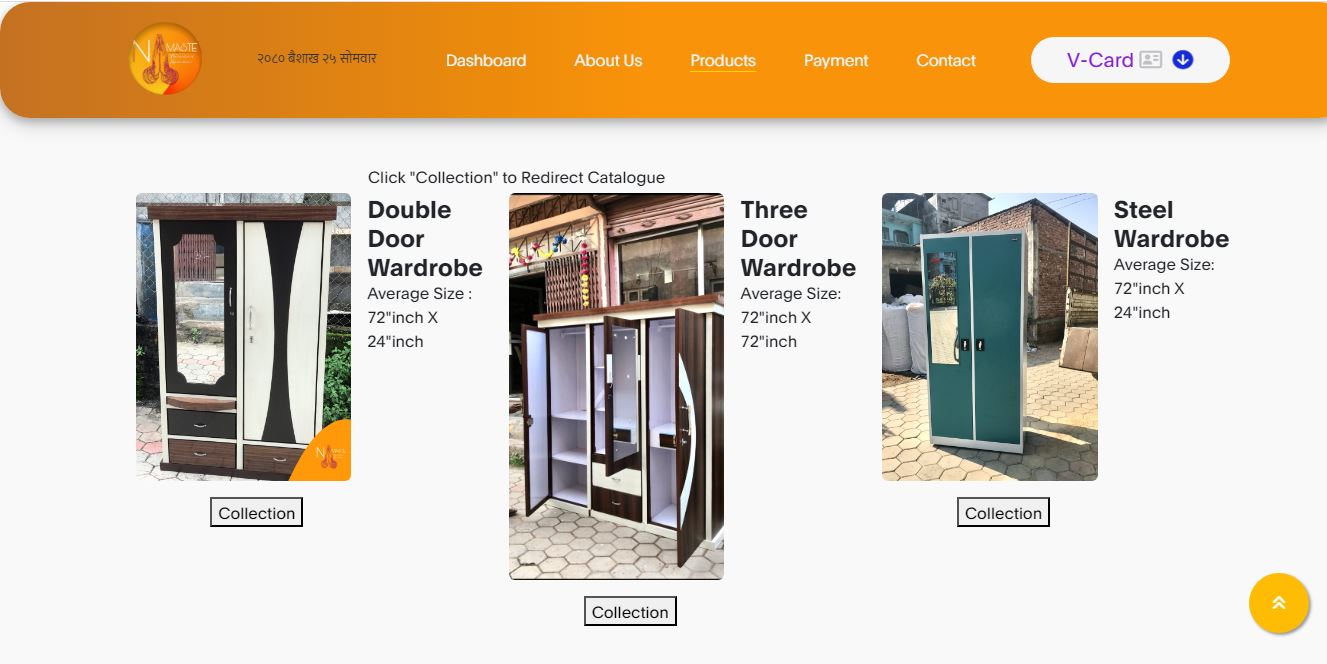 NAMASTE
२०८० बैशाख २५ सोमवार
Dashboard
About Us
Products
Payment
Contact
V-Card
Click "Collection" to Redirect Catalogue
Double
Door
Wardrobe
Average Size :
72"inch X
24"inch
Collection
Three
Door
Wardrobe
Average Size:
72"inch X
72"inch
Collection
Steel
Wardrobe
Average Size:
72"inch X
24"inch
Collection